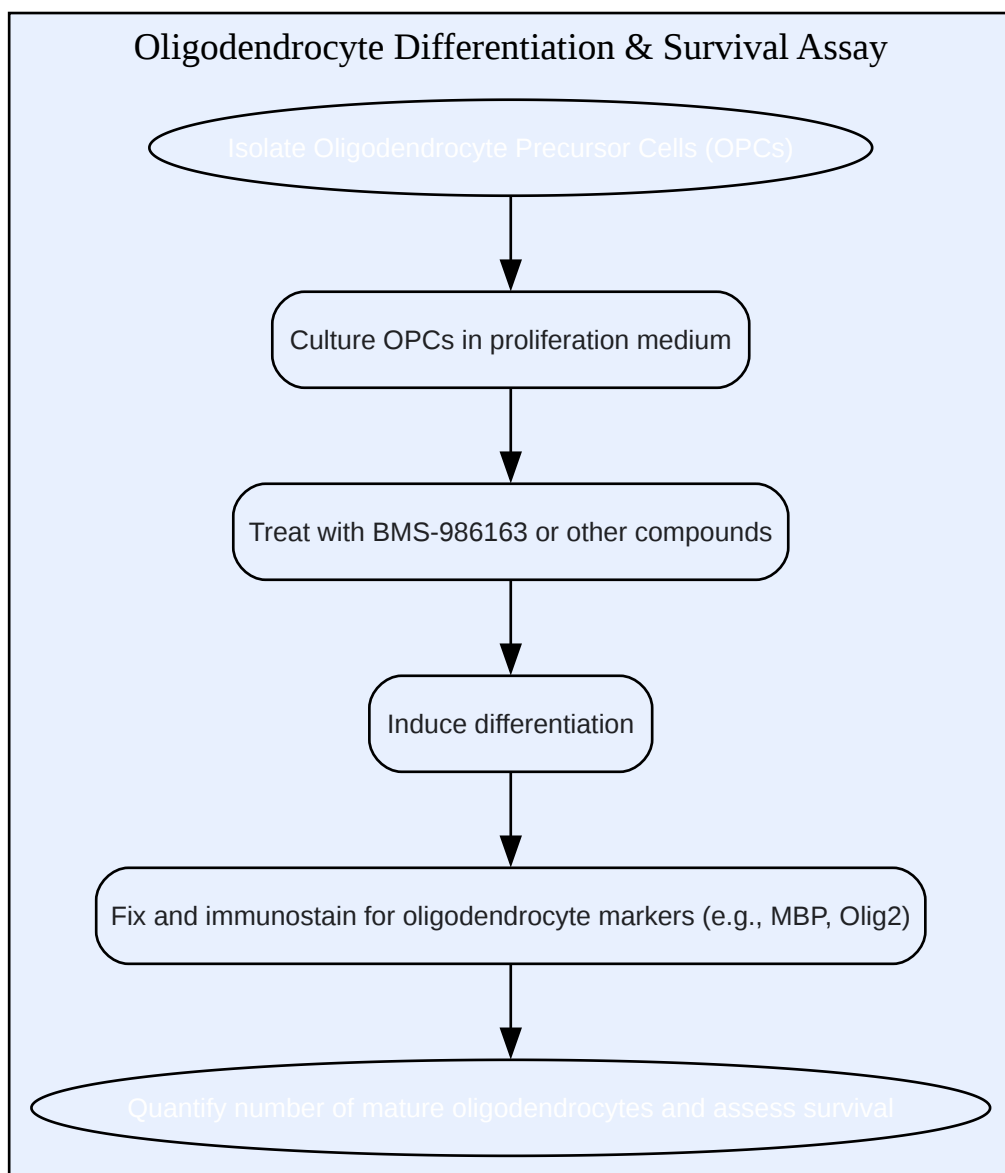 Oligodendrocyte Differentiation & Survival Assay
Isolate Oligodendrocyte Precursor Cells (OPCs)
Culture OPCs in proliferation medium
Treat with BMS-986163 or other compounds
Induce differentiation
Fix and immunostain for oligodendrocyte markers (e.g., MBP, Olig2)
Quantify number of mature oligodendrocytes and assess survival